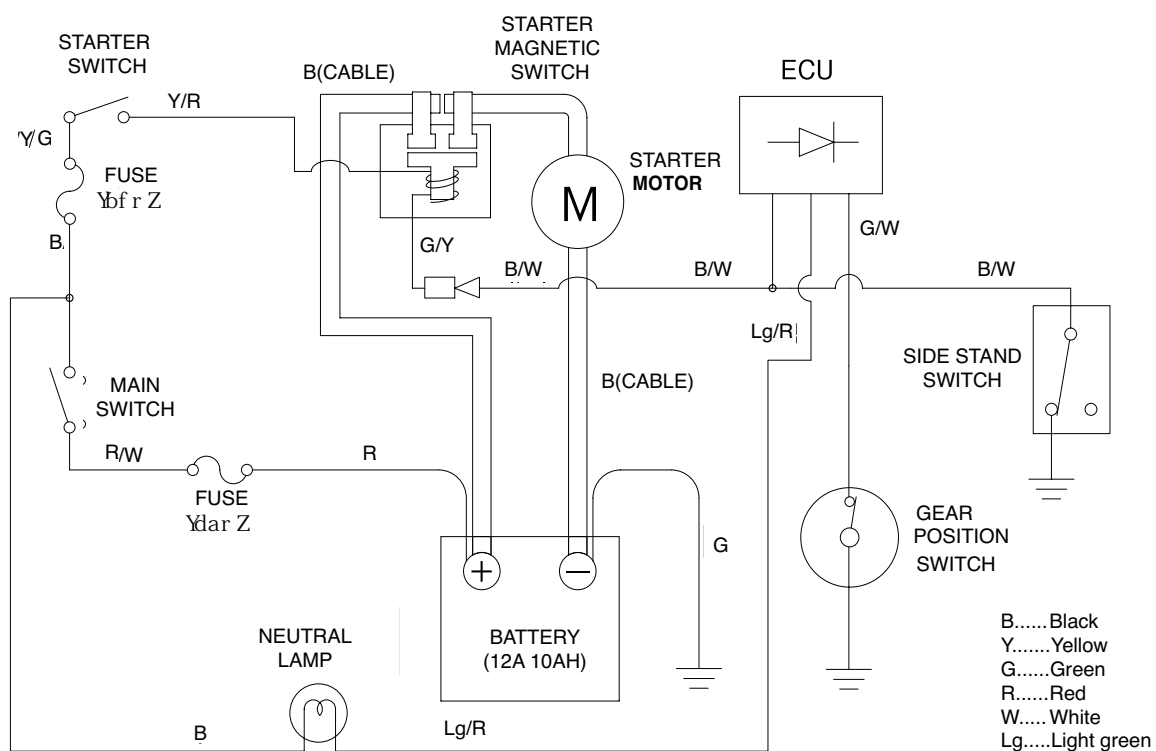 STARTER
SWITCH
Y/R
Y/G
FUSE
B
MAIN
SWITCH
R/W
FUSE
R
B(CABLE)
STARTER
MAGNETIC
SWITCH
STARTER
MOTOR
M
G/Y
B/W
B/W
B/W
ECU
G/W
Lg/R
SIDE STAND
SWITCH
B(CABLE)
GEAR
POSITION
SWITCH
G
+
−
BATTERY
(12A 10AH)
NEUTRAL
LAMP
B
Lg/R
B......Black
Y.......Yellow
G......Green
R......Red
W..... White
Lg.....Light green